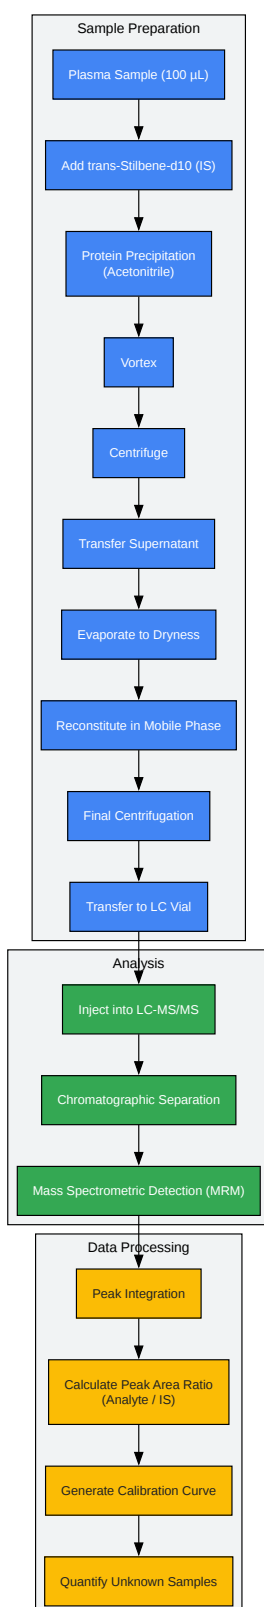 Sample Preparation
Plasma Sample (100 µL)
Add trans-Stilbene-d10 (IS)
Protein Precipitation
(Acetonitrile)
Vortex
Centrifuge
Transfer Supernatant
Evaporate to Dryness
Reconstitute in Mobile Phase
Final Centrifugation
Transfer to LC Vial
Analysis
Inject into LC-MS/MS
Chromatographic Separation
Mass Spectrometric Detection (MRM)
Data Processing
Peak Integration
Calculate Peak Area Ratio
(Analyte / IS)
Generate Calibration Curve
Quantify Unknown Samples